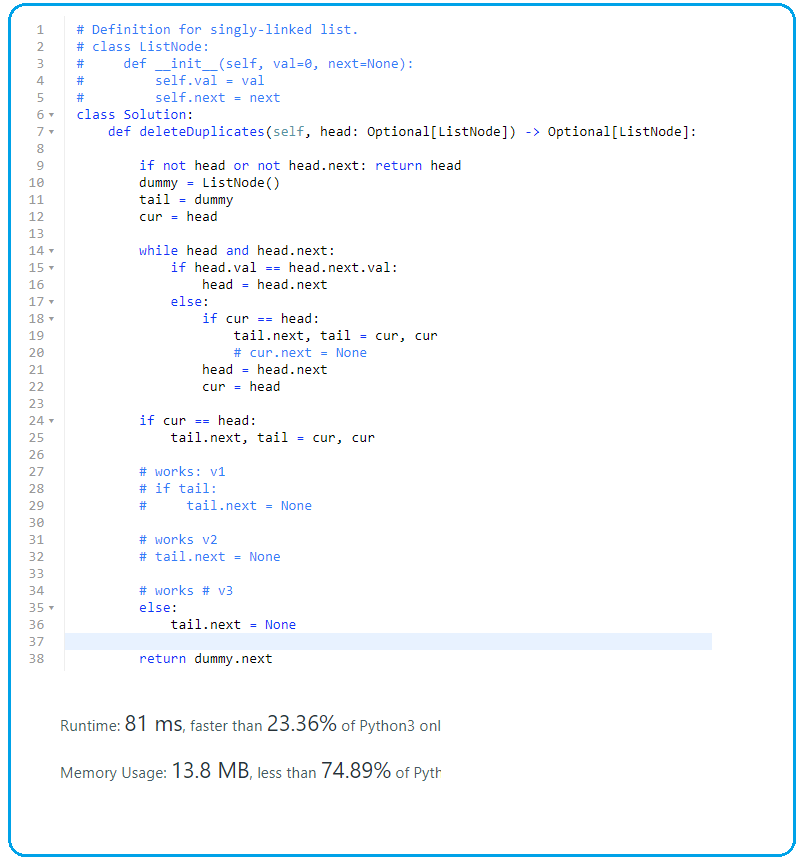 1 # Definition for singly-linked list.
2 # class ListNode:
3 #     def __init__(self, val=0, next=None):
4 #         self.val = val
5 #         self.next = next
6 class Solution:
7     def deleteDuplicates(self, head: Optional[ListNode]) -> Optional[ListNode]:
8
9         if not head or not head.next: return head
10         dummy = ListNode()
11         tail = dummy
12         cur = head
13
14         while head and head.next:
15             if head.val == head.next.val:
16                 head = head.next
17             else:
18                 if cur == head:
19                     tail.next, tail = cur, cur
20                     # cur.next = None
21                 head = head.next
22                 cur = head
23
24         if cur == head:
25             tail.next, tail = cur, cur
26
27         # works: v1
28         # if tail:
29         #     tail.next = None
30
31         # works v2
32         # tail.next = None
33
34         # works # v3
35         else:
36             tail.next = None
37
38         return dummy.next
Runtime: 81 ms, faster than 23.36% of Python3 onl
Memory Usage: 13.8 MB, less than 74.89% of Pyth